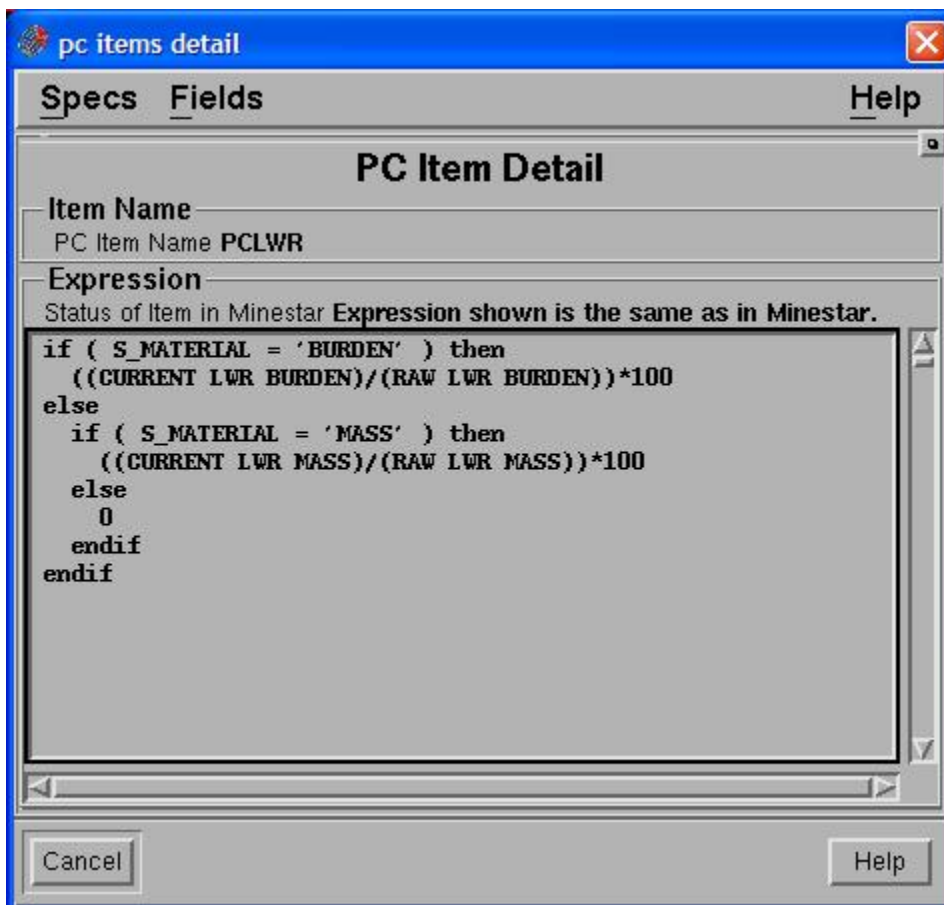 pc items detail
Specs Fields Help
PC Item Detail
Item Name
PC Item Name PCLWR
Expression
Status of Item in Minestar Expression shown is the same as in Minestar.
if ( S_MATERIAL = 'BURDEN' ) then
((CURRENT LWR BURDEN)/(RAW LWR BURDEN))*100
else
if ( S_MATERIAL = 'MASS' ) then
((CURRENT LWR MASS)/(RAW LWR MASS))*100
else
0
endif
endif
Cancel Help